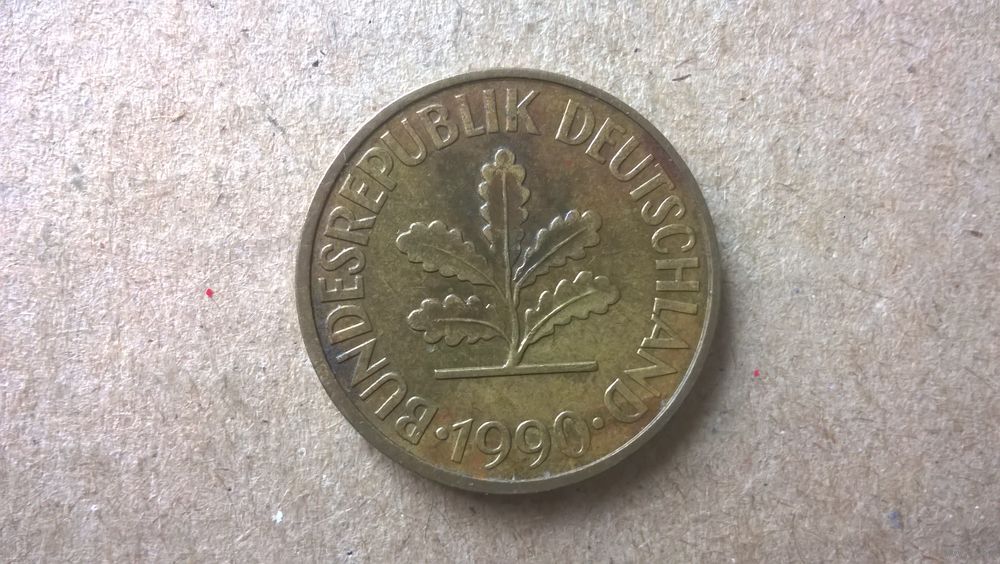 BUNDESREPUBLIK DEUTSCHLAND
·1990·